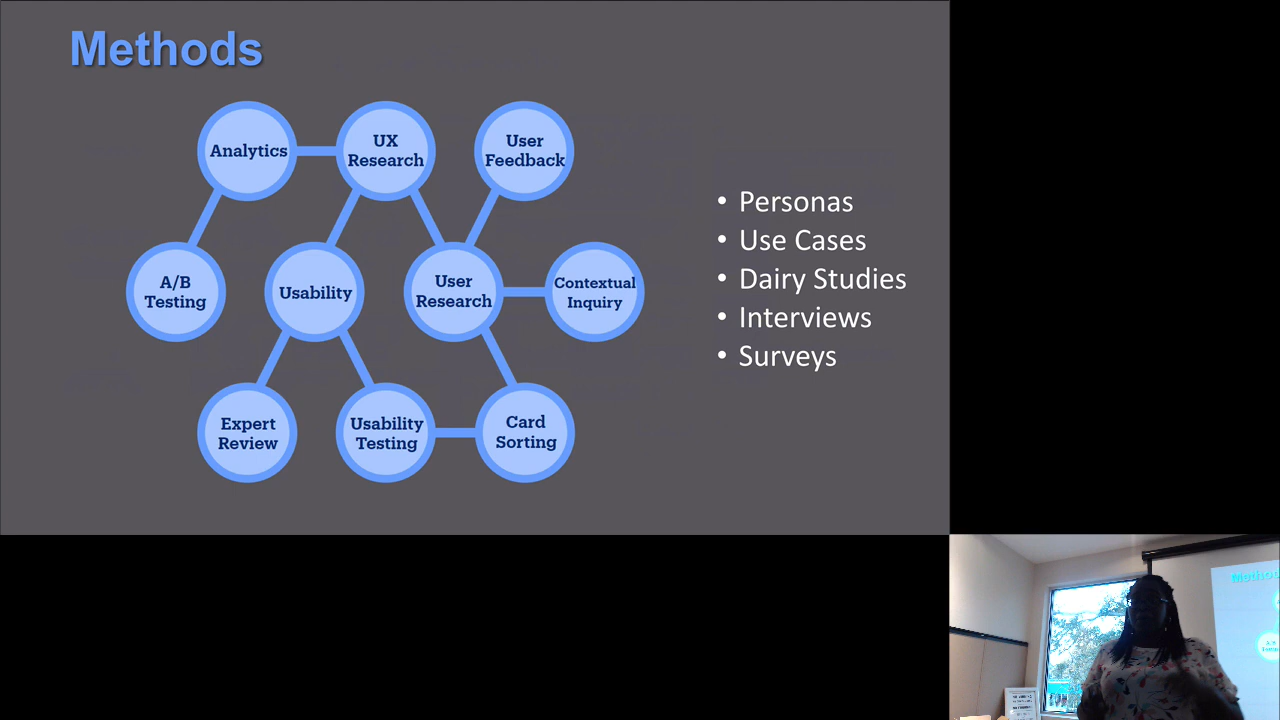 Methods
Analytics
UX
Research
User
Feedback
A/B
Testing
Usability
User
Research
Contextual
Inquiry
Expert
Review
Usability
Testing
Card
Sorting
• Personas
• Use Cases
• Dairy Studies
• Interviews
• Surveys